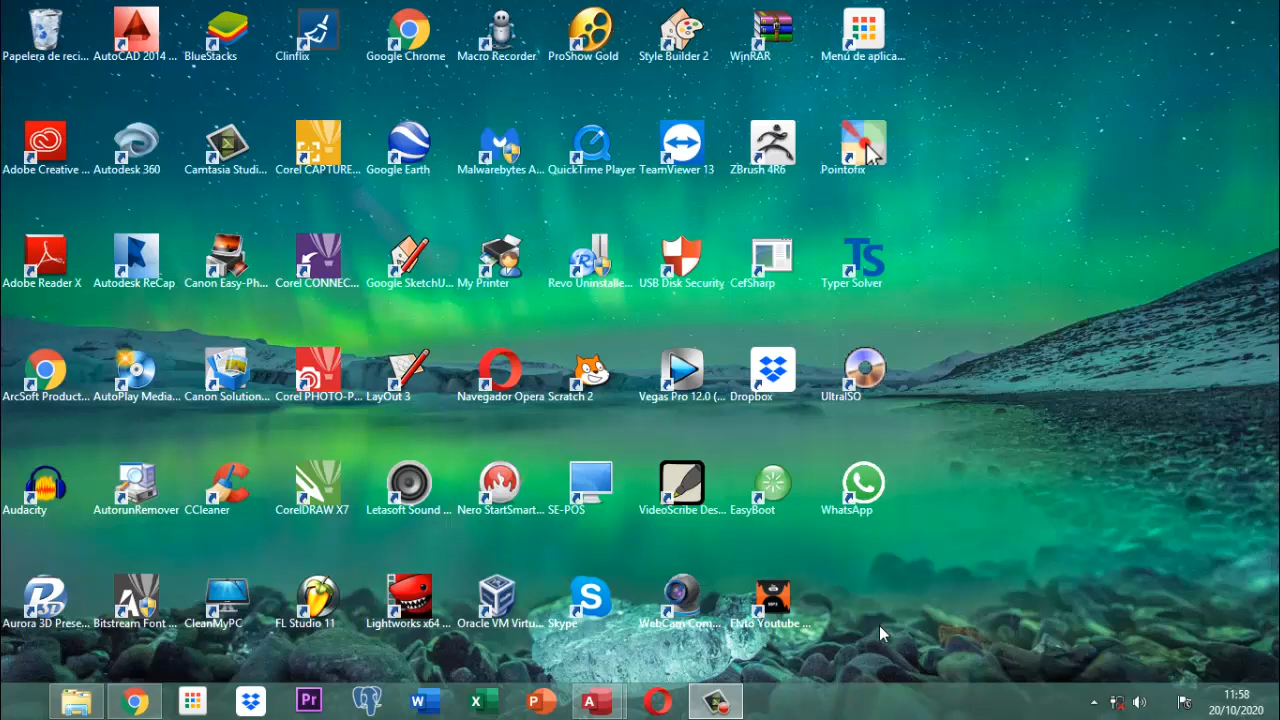 Papelera de reci...
AutoCAD 2014 ...
BlueStacks
Clinflix
Google Chrome
Macro Recorder
ProShow Gold
Style Builder 2
WinRAR
Menú de aplica...
Adobe Creative ...
Autodesk 360
Camtasia Studi...
Corel CAPTURE...
Google Earth
Malwarebytes A...
QuickTime Player
TeamViewer 13
ZBrush 4R6
Pointofix
Adobe Reader X
Autodesk ReCap
Canon Easy-Ph...
Corel CONNEC...
Google SketchU...
My Printer
Revo Uninstalle...
USB Disk Security
CefSharp
TS
Typer Solver
ArcSoft Product...
AutoPlay Media...
Canon Solution...
Corel PHOTO-P...
LayOut 3
Navegador Opera
Scratch 2
Vegas Pro 12.0 (...
Dropbox
UltraISO
Audacity
AutorunRemover
CCleaner
CorelDRAW X7
Letasoft Sound ...
Nero StartSmart...
SE-POS
VideoScribe Des...
EasyBoot
WhatsApp
Aurora 3D Prese...
Bitstream Font ...
CleanMyPC
FL Studio 11
Lightworks x64 ...
Oracle VM Virtu...
Skype
WebCam Com...
Flvto Youtube ...
Pr
W
X
P
A
11:58
20/10/2020